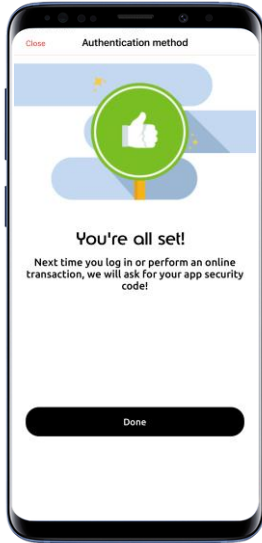 Close Authentication method
You're all set!
Next time you log in or perform an online
transaction, we will ask for your app security
code!
Done